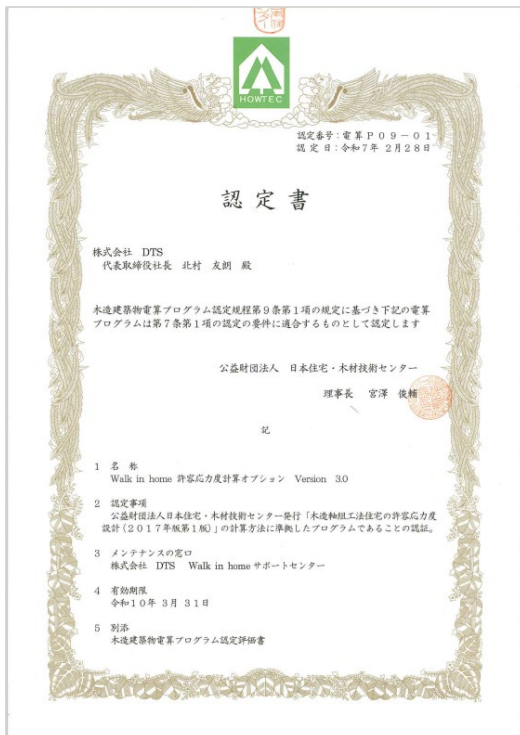 HOWTEC
認定番号:電算P09-01
認定日:令和7年 2月28日
認定書
株式会社 DTS
代表取締役社長 北村 友朗 殿
木造建築物電算プログラム認定規程第9条第1項の規定に基づき下記の電算
プログラムは第7条第1項の認定の要件に適合するものとして認定します
公益財団法人 日本住宅・木材技術センター
理事長 宮澤 俊輔
記
1 名 称
Walk in home 許容応力度計算オプション Version 3.0
2 認定事項
公益財団法人日本住宅・木材技術センター発行「木造軸組工法住宅の許容応力度
設計(2017年版第1版)」の計算方法に準拠したプログラムであることの認証。
3 メンテナンスの窓口
株式会社 DTS Walk in home サポートセンター
4 有効期限
令和10年 3月 31日
5 別添
木造建築物電算プログラム認定評価書